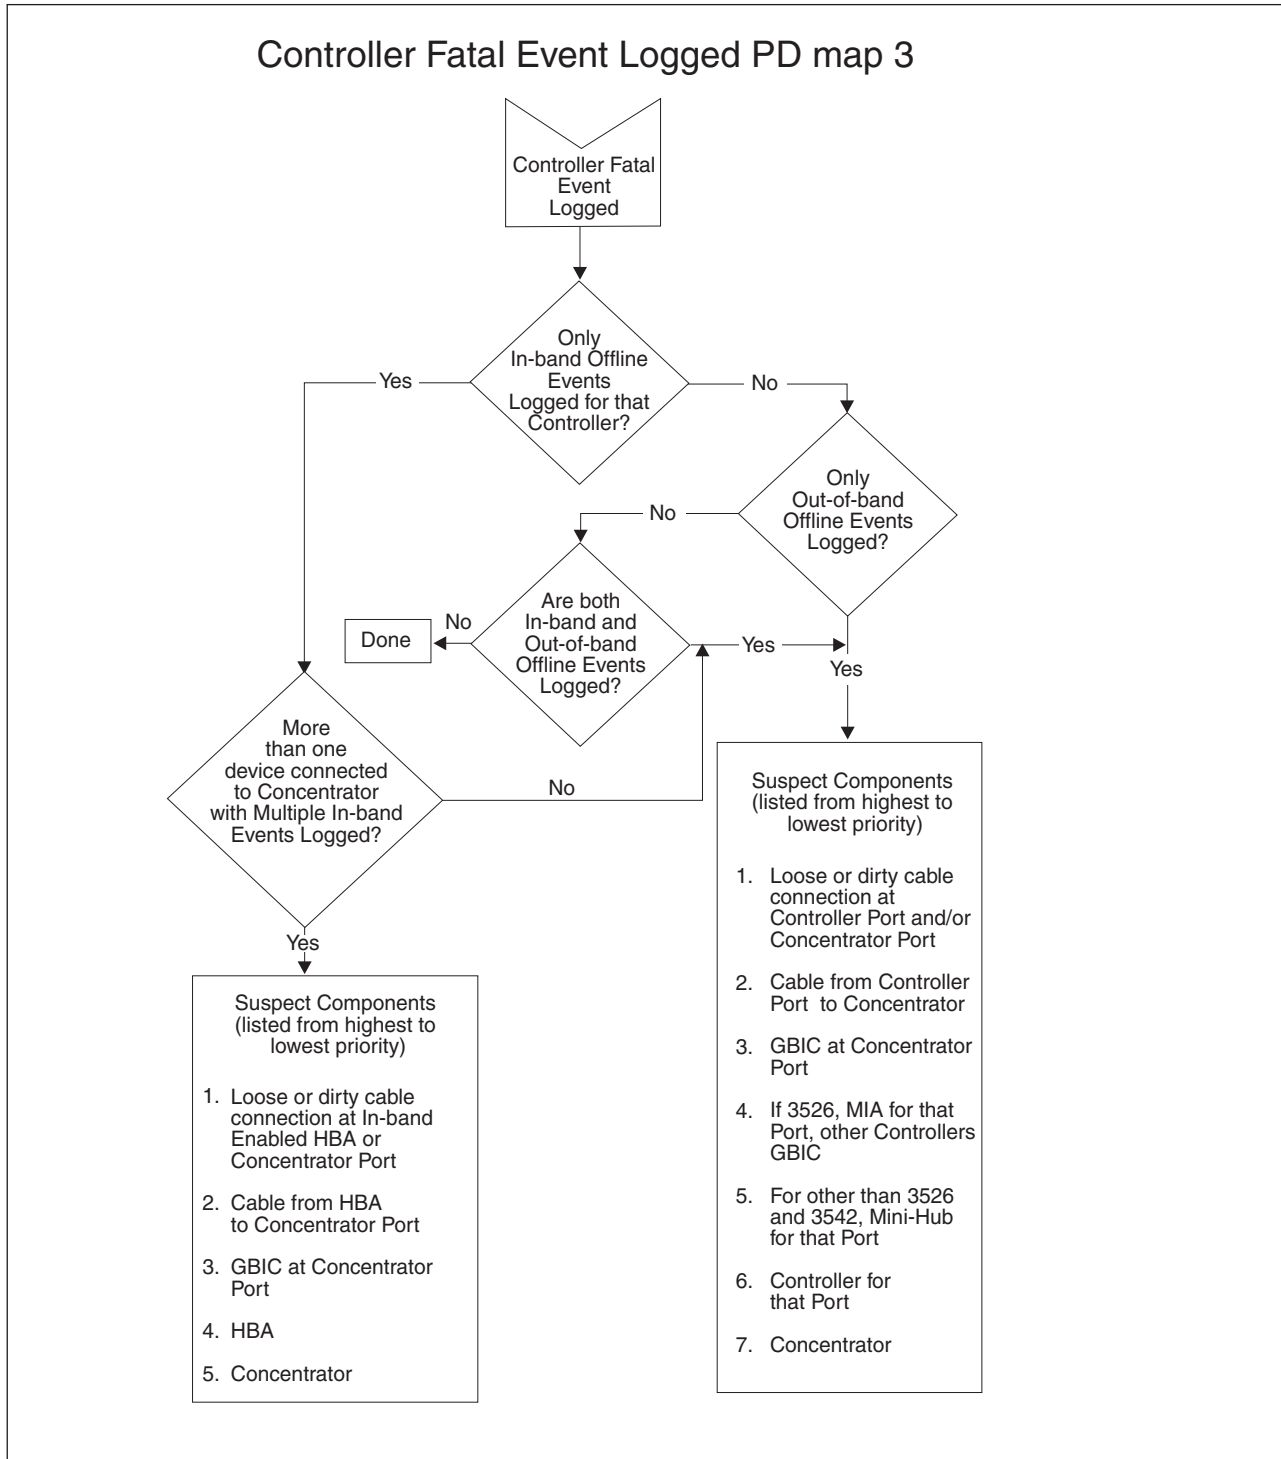 Controller Fatal Event Logged PD map 3
Controller Fatal
Event
Logged
Only
In-band Offline
Events
Logged for that
Controller?
Yes
No
Only
Out-of-band
Offline Events
Logged?
No
Are both
In-band and
Out-of-band
Offline Events
Logged?
No
Done
Yes
Yes
More
than one
device connected
to Concentrator
with Multiple In-band
Events Logged?
No
Yes
Suspect Components
(listed from highest to
lowest priority)
1. Loose or dirty cable
connection at In-band
Enabled HBA or
Concentrator Port
2. Cable from HBA
to Concentrator Port
3. GBIC at Concentrator
Port
4. HBA
5. Concentrator
Suspect Components
(listed from highest to
lowest priority)
1. Loose or dirty cable
connection at
Controller Port and/or
Concentrator Port
2. Cable from Controller
Port to Concentrator
3. GBIC at Concentrator
Port
4. If 3526, MIA for that
Port, other Controllers
GBIC
5. For other than 3526
and 3542, Mini-Hub
for that Port
6. Controller for
that Port
7. Concentrator